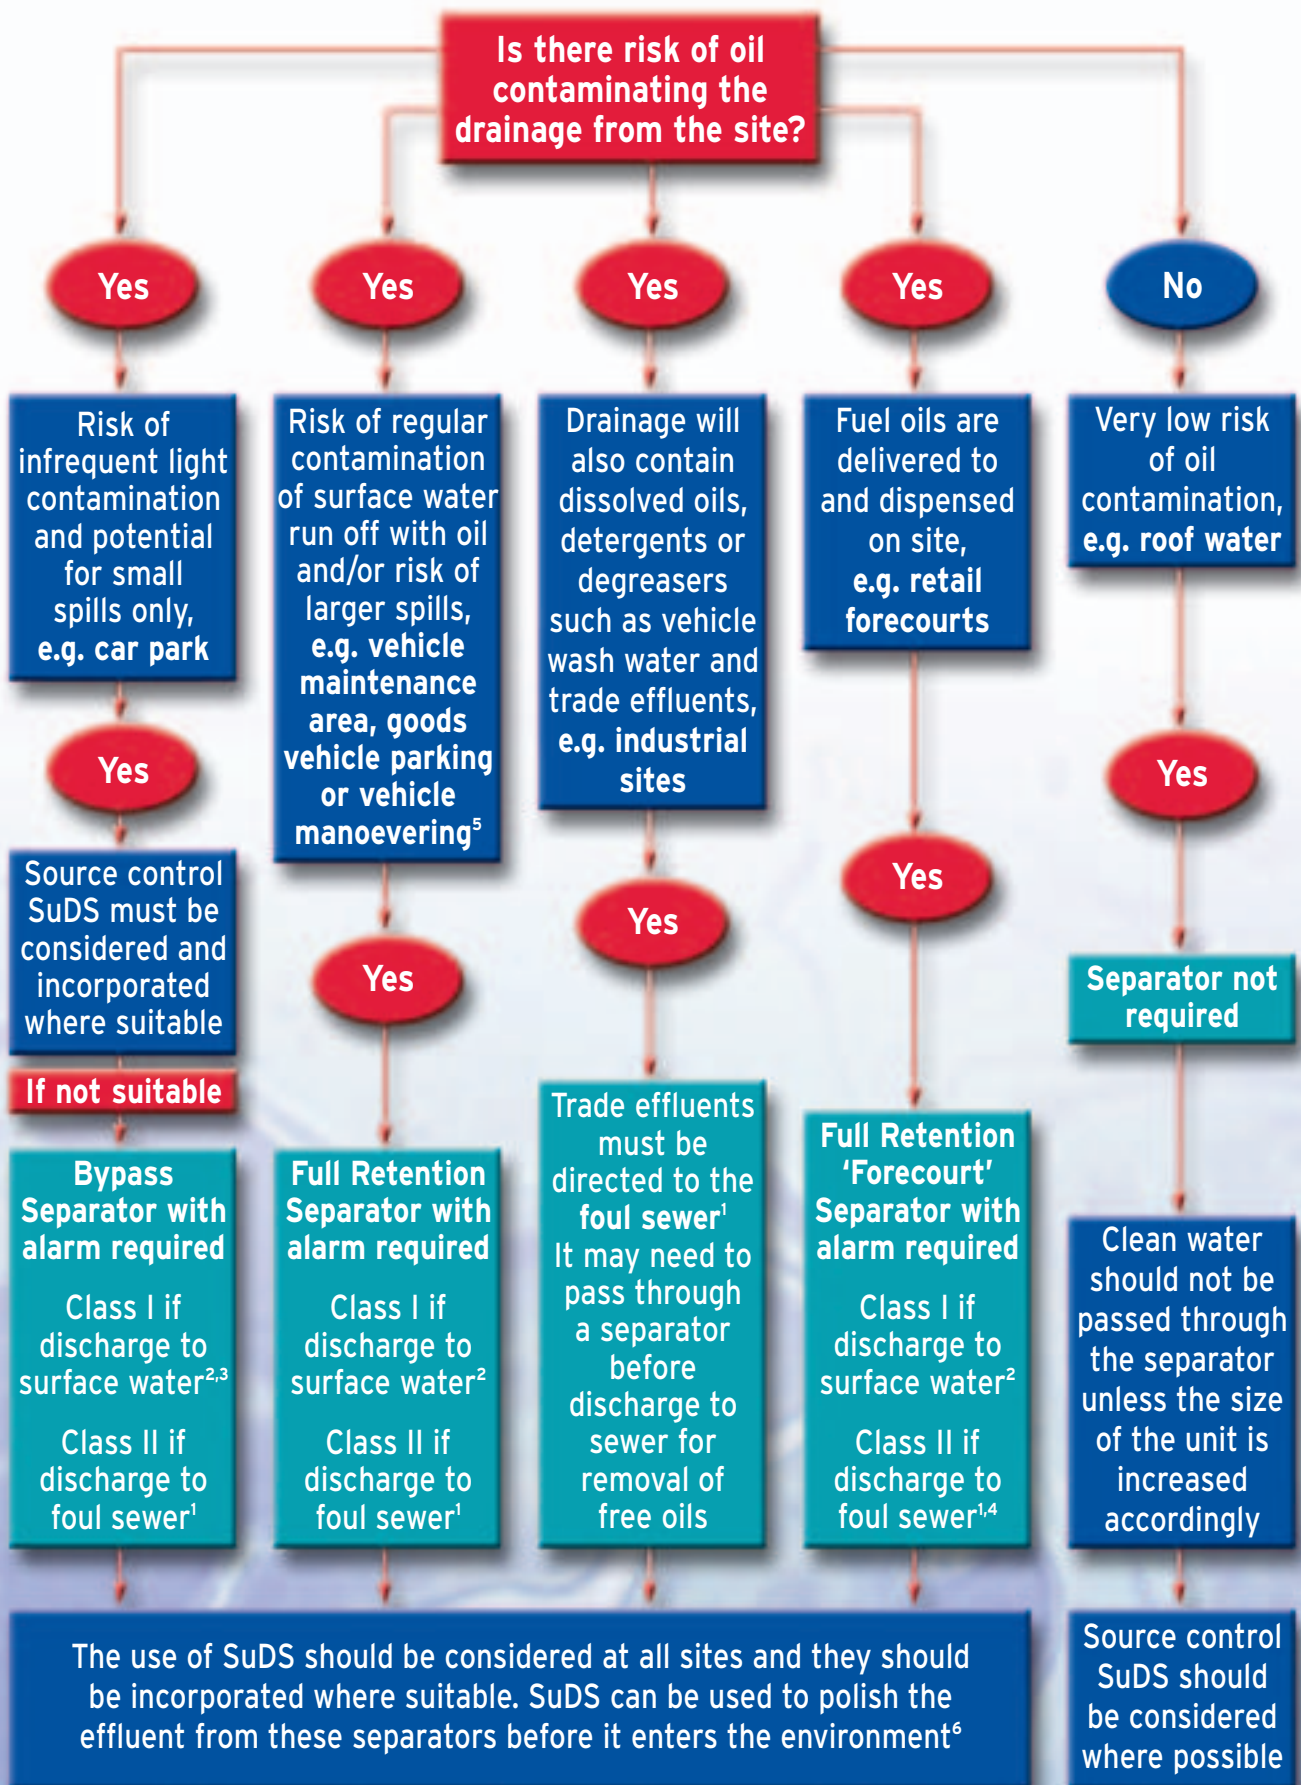 Is there risk of oil
contaminating the
drainage from the site?
Yes
Yes
Yes
Yes
No
Risk of
infrequent light
contamination
and potential
for small
spills only,
e.g. car park
Yes
Source control
SuDS must be
considered and
incorporated
where suitable
If not suitable
Bypass
Separator with
alarm required
Class I if
discharge to
surface water²,³
Class II if
discharge to
foul sewer¹
Risk of regular
contamination
of surface water
run off with oil
and/or risk of
larger spills,
e.g. vehicle
maintenance
area, goods
vehicle parking
or vehicle
manoevering⁵
Yes
Full Retention
Separator with
alarm required
Class I if
discharge to
surface water²
Class II if
discharge to
foul sewer¹
Drainage will
also contain
dissolved oils,
detergents or
degreasers
such as vehicle
wash water and
trade effluents,
e.g. industrial
sites
Yes
Trade effluents
must be
directed to the
foul sewer¹
It may need to
pass through
a separator
before
discharge to
sewer for
removal of
free oils
Fuel oils are
delivered to
and dispensed
on site,
e.g. retail
forecourts
Yes
Full Retention
'Forecourt'
Separator with
alarm required
Class I if
discharge to
surface water²
Class II if
discharge to
foul sewer¹,⁴
Very low risk
of oil
contamination,
e.g. roof water
Yes
Separator not
required
Clean water
should not be
passed through
the separator
unless the size
of the unit is
increased
accordingly
The use of SuDS should be considered at all sites and they should
be incorporated where suitable. SuDS can be used to polish the
effluent from these separators before it enters the environment⁶
Source control
SuDS should
be considered
where possible